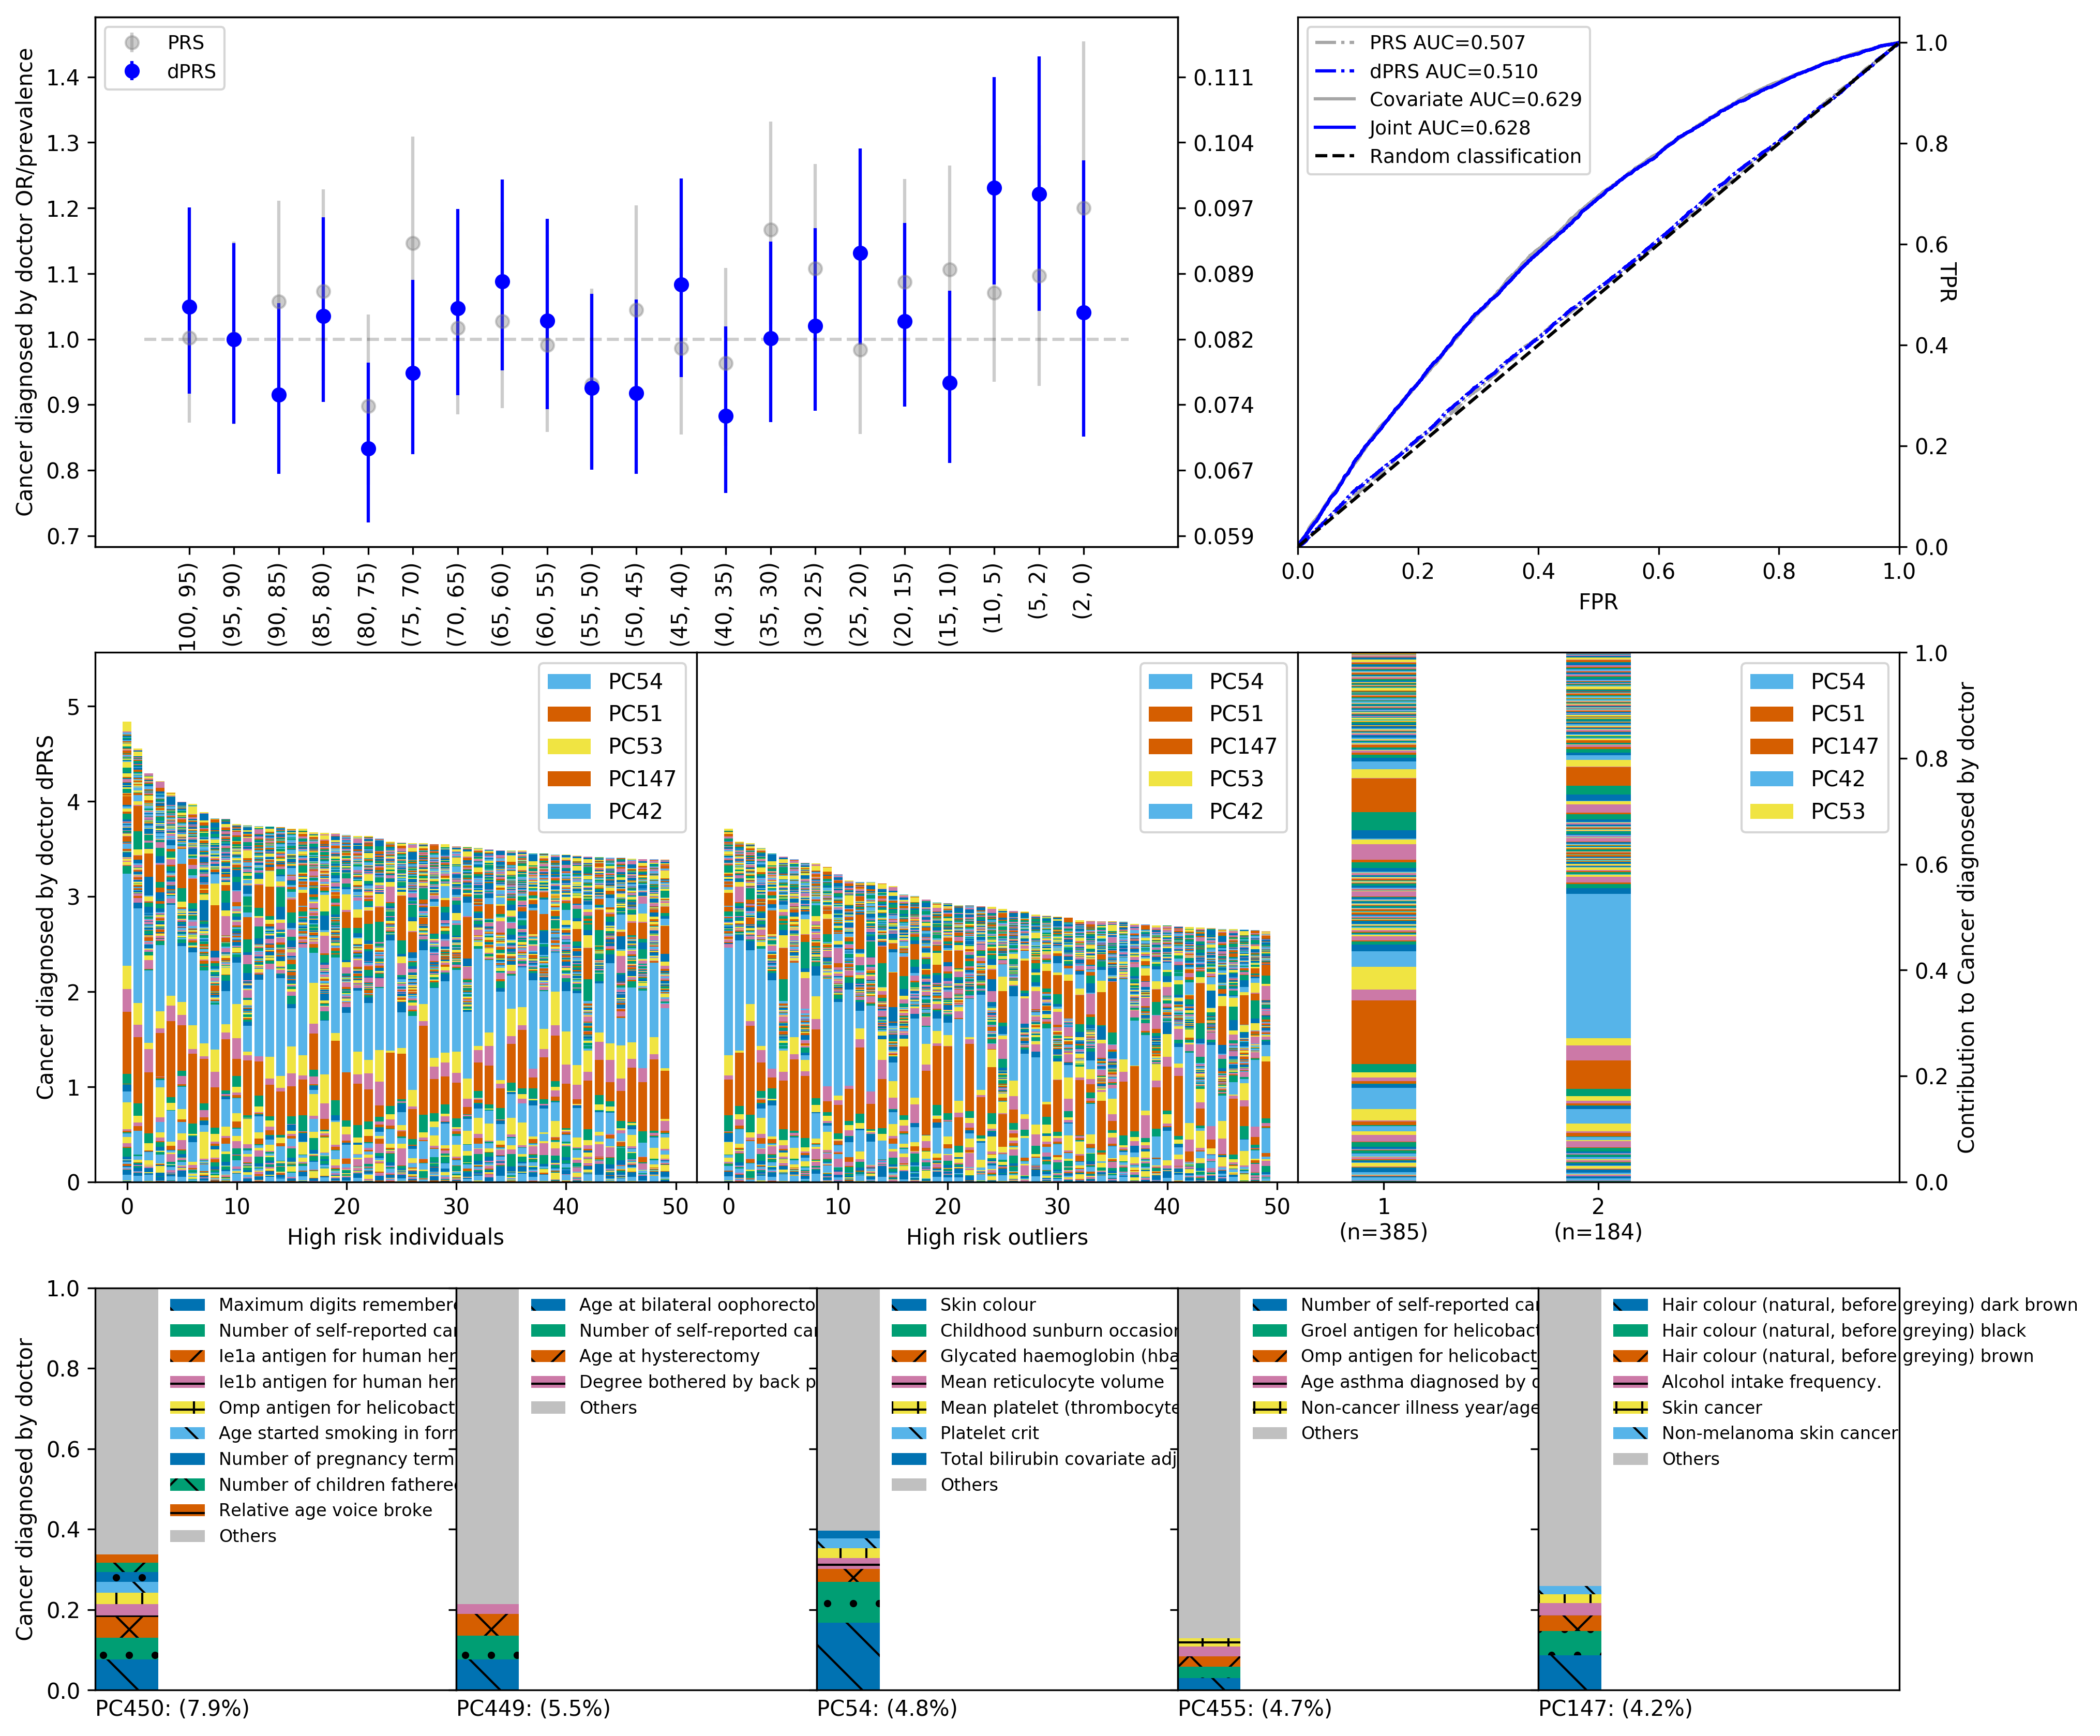 Cancer diagnosed by doctor OR/prevalence
1.4
1.3
1.2
1.1
1.0
0.9
0.8
0.7
PRS
dPRS
0.111
0.104
0.097
0.089
0.082
0.074
0.067
0.059
100, 95)
(95, 90)
(90, 85)
(85, 80)
(80, 75)
(75, 70)
(70, 65)
(65, 60)
(60, 55)
(55, 50)
(50, 45)
(45, 40)
(40, 35)
(35, 30)
(30, 25)
(25, 20)
(20, 15)
(15, 10)
(10, 5)
(5, 2)
(2, 0)
PRS AUC=0.507
dPRS AUC=0.510
Covariate AUC=0.629
Joint AUC=0.628
Random classification
1.0
0.8
0.6
0.4
0.2
0.0
TPR
0.0 0.2 0.4 0.6 0.8 1.0
FPR
Cancer diagnosed by doctor dPRS
5
4
3
2
1
0
PC54
PC51
PC53
PC147
PC42
0 10 20 30 40 50
High risk individuals
PC54
PC51
PC147
PC53
PC42
0 10 20 30 40 50
High risk outliers
PC54
PC51
PC147
PC42
PC53
1 2
(n=385) (n=184)
1.0
0.8
0.6
0.4
0.2
0.0
Contribution to Cancer diagnosed by doctor
Cancer diagnosed by doctor
1.0
0.8
0.6
0.4
0.2
0.0
Maximum digits remembere
Number of self-reported car
Ie1a antigen for human her
Ie1b antigen for human her
Omp antigen for helicobact
Age started smoking in forr
Number of pregnancy term
Number of children fathere
Relative age voice broke
Others
PC450: (7.9%)
Age at bilateral oophorecto
Number of self-reported car
Age at hysterectomy
Degree bothered by back p
Others
PC449: (5.5%)
Skin colour
Childhood sunburn occasior
Glycated haemoglobin (hba
Mean reticulocyte volume
Mean platelet (thrombocyte
Platelet crit
Total bilirubin covariate adj
Others
PC54: (4.8%)
Number of self-reported car
Groel antigen for helicobact
Omp antigen for helicobact
Age asthma diagnosed by c
Non-cancer illness year/age
Others
PC455: (4.7%)
Hair colour (natural, before greying) dark brown
Hair colour (natural, before greying) black
Hair colour (natural, before greying) brown
Alcohol intake frequency.
Skin cancer
Non-melanoma skin cancer
Others
PC147: (4.2%)